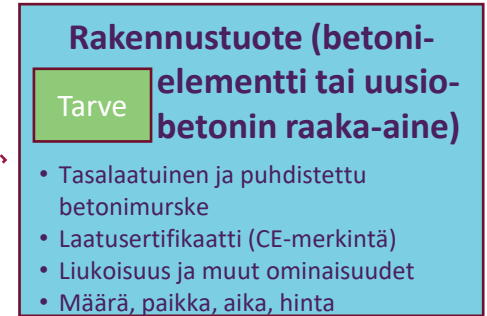 Rakennustuote (betoni-
elementti tai uusio-
Tarve
betonin raaka-aine)
• Tasalaatuinen ja puhdistettu
betonimurske
• Laatusertifikaatti (CE-merkintä)
• Liukoisuus ja muut ominaisuudet
• Määrä, paikka, aika, hinta